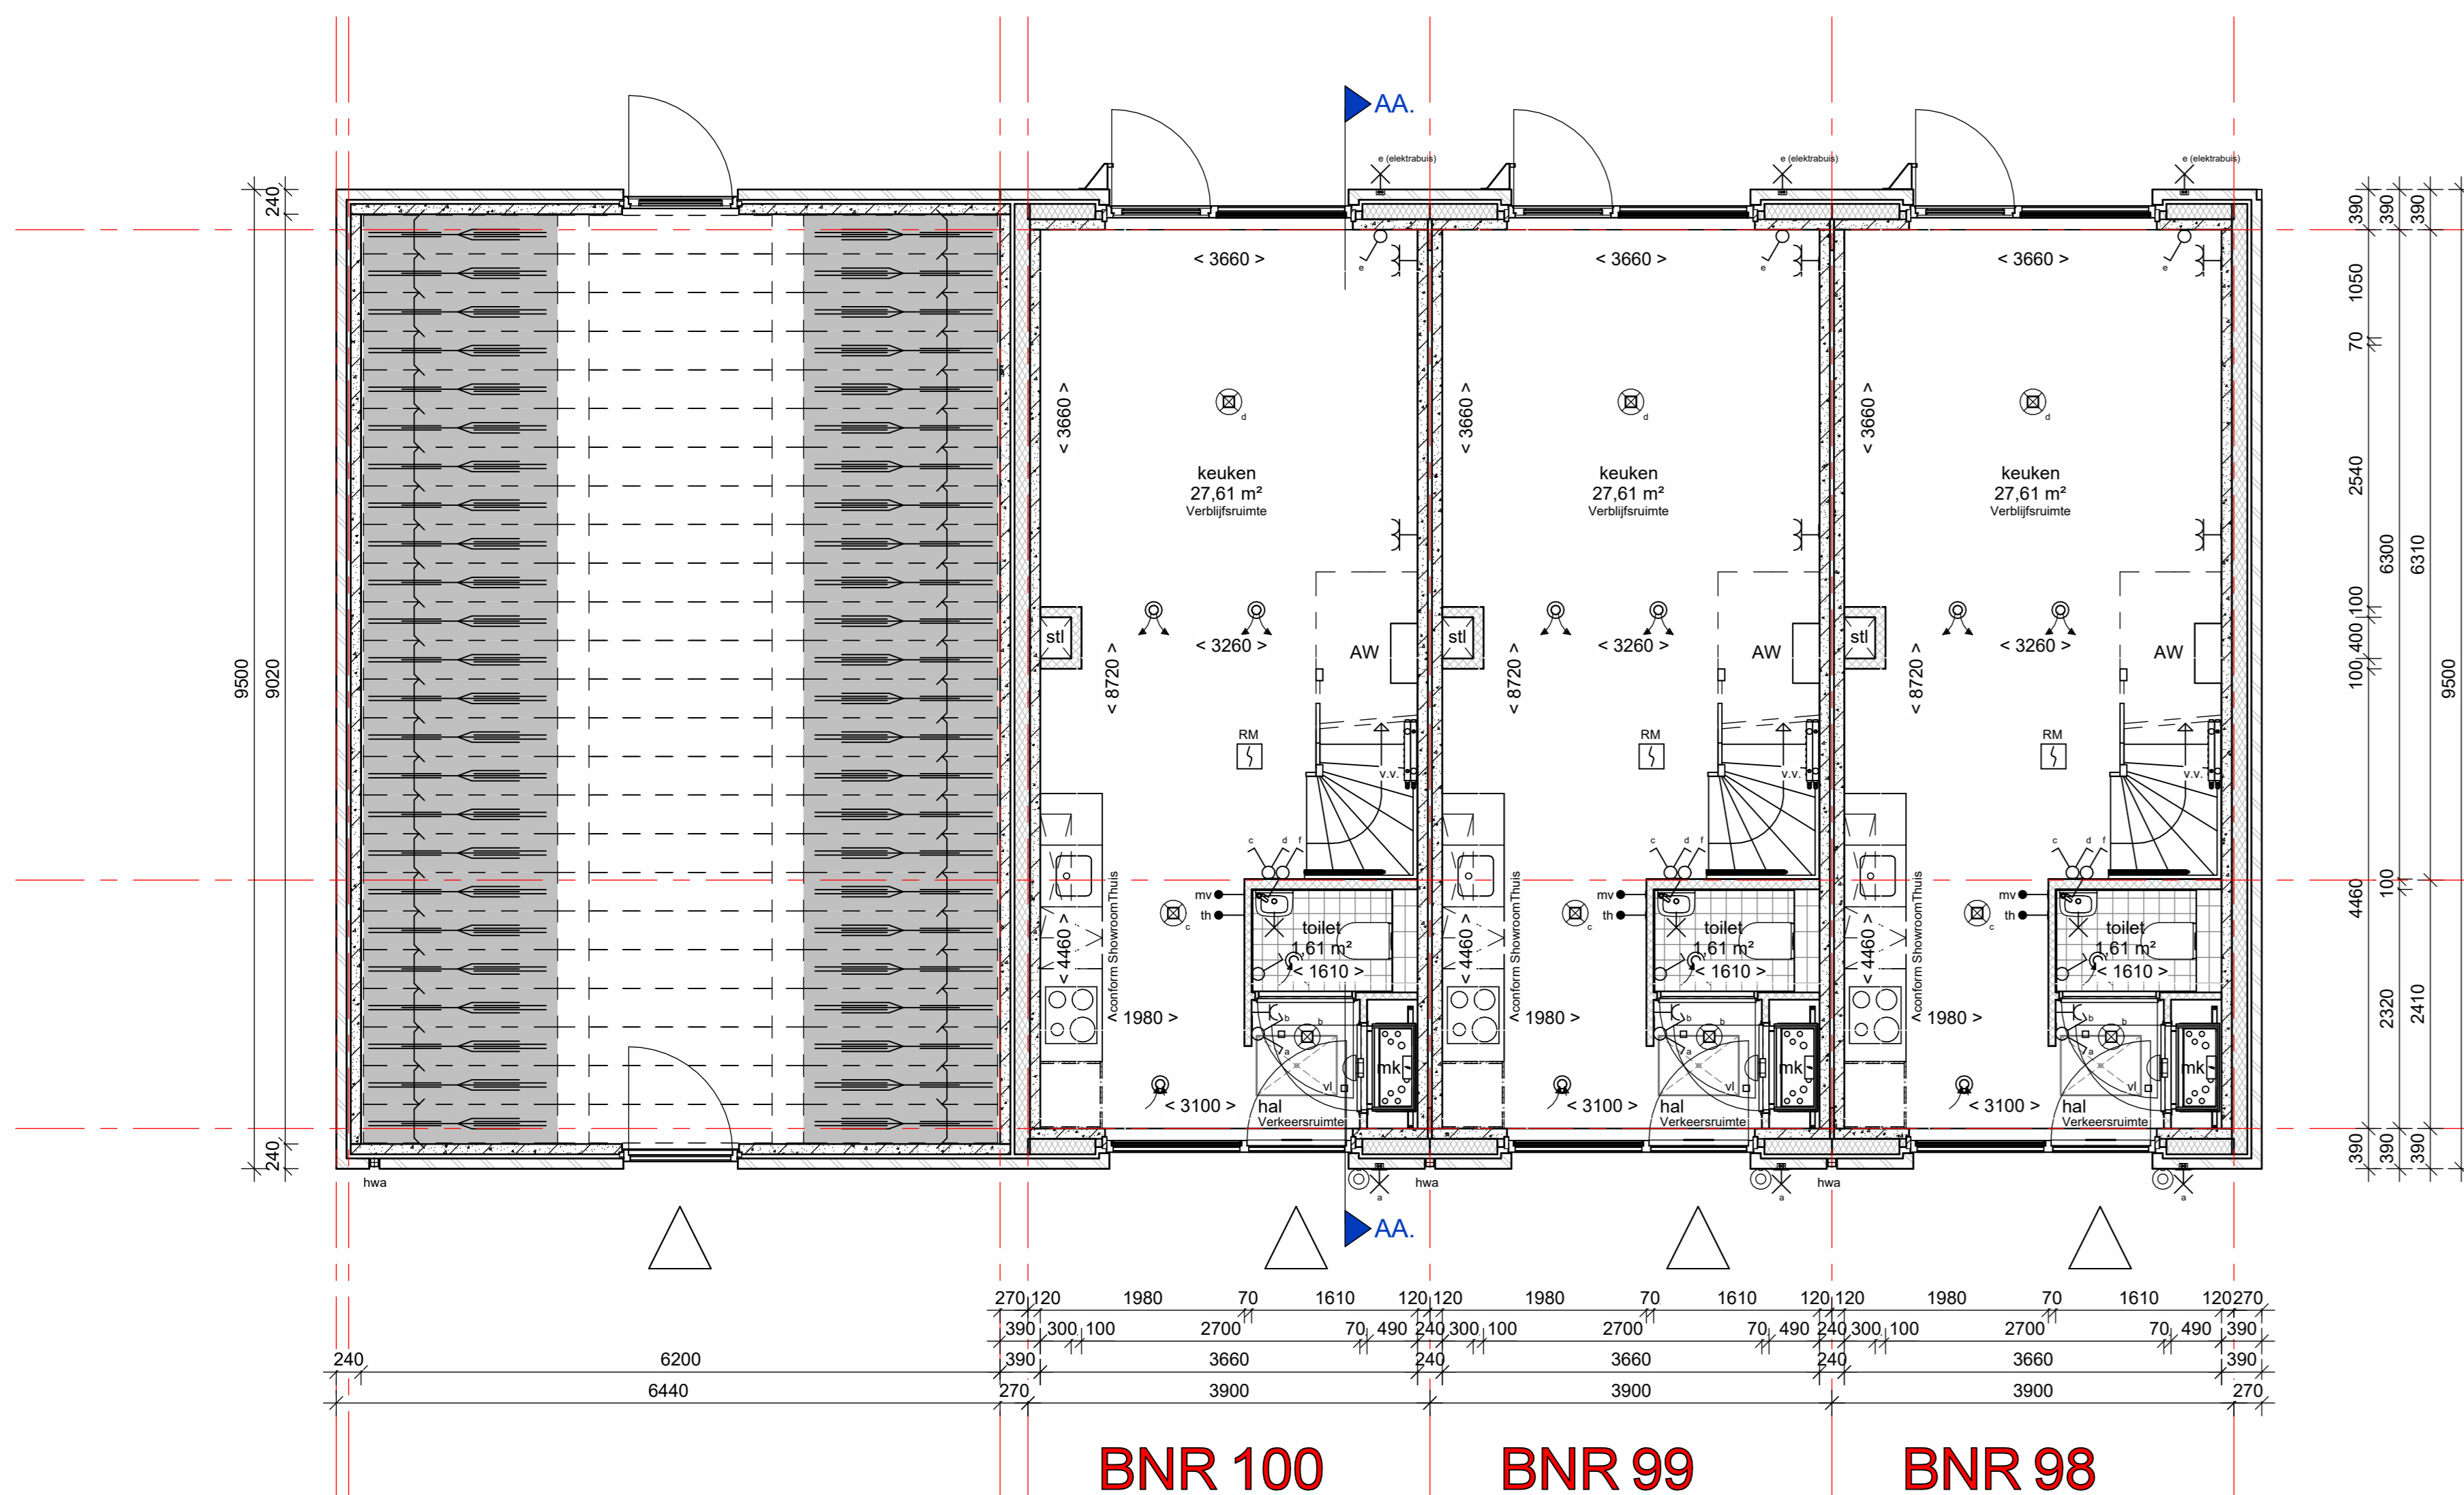 AA.
e (elektrabuis) e (elektrabuis) e (elektrabuis)
240 390 390 390
< 3660 > < 3660 > < 3660 >
e e e
1050
70
< 3660 > < 3660 > < 3660 >
d d d
keuken keuken keuken
27,61 m² 27,61 m² 27,61 m²
Verblijfsruimte Verblijfsruimte Verblijfsruimte
2540
6300 6310
100
stl stl stl
< 3260 > < 3260 > < 3260 >
400
AW AW AW
9500 9020 < 8720 > < 8720 > < 8720 > 100 9500
RM RM RM
v.v. v.v. v.v.
c d f c d f c d f
mv mv mv
th th th
c c c
4460 100
toilet toilet toilet
1,61 m² 1,61 m² 1,61 m²
< 1610 > < 1610 > < 1610 >
< 4460 > < 4460 > < 4460 >
conform ShowroomThuis conform ShowroomThuis conform ShowroomThuis
< 1980 > < 1980 > < 1980 >
2320 2410
b b b b b b
a a a
mk mk mk
vl vl vl
< 3100 > < 3100 > < 3100 >
hal hal hal
Verkeersruimte Verkeersruimte Verkeersruimte
240 390 390 390
hwa hwa hwa
a a a
AA.
270 120 1980 70 1610 120 120 1980 70 1610 120 120 1980 70 1610 120 270
390 300 100 2700 70 490 240 300 100 2700 70 490 240 300 100 2700 70 490 390
240 6200 390 3660 240 3660 240 3660 390
6440 270 3900 3900 3900 270
BNR 100 BNR 99 BNR 98